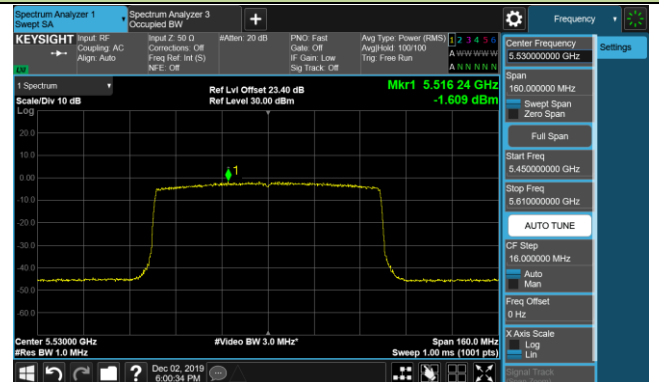 Spectrum Analyzer 1
Swept SA
Spectrum Analyzer 3
Occupied BW
Frequency
KEYSIGHT
Input: RF
Coupling: AC
Align: Auto
Input Z: 50 Ω
Corrections: Off
Freq Ref: Int (S)
NFE: Off
#Atten: 20 dB
PNO: Fast
Gate: Off
IF Gain: Low
Sig Track: Off
Avg Type: Power (RMS)
Avg|Hold: 100/100
Trig: Free Run
1 2 3 4 5 6
A W W W W W
A N N N N N
LXI
1 Spectrum
Scale/Div 10 dB
Log
Ref Lvl Offset 23.40 dB
Ref Level 30.00 dBm
Mkr1 5.516 24 GHz
-1.609 dBm
20.0
10.0
0.00
-10.0
-20.0
-30.0
-40.0
-50.0
-60.0
1
Center 5.53000 GHz
#Res BW 1.0 MHz
#Video BW 3.0 MHz*
Span 160.0 MHz
Sweep 1.00 ms (1001 pts)
Dec 02, 2019
6:00:34 PM
Center Frequency
5.530000000 GHz
Span
160.000000 MHz
Swept Span
Zero Span
Full Span
Start Freq
5.450000000 GHz
Stop Freq
5.610000000 GHz
AUTO TUNE
CF Step
16.000000 MHz
Auto
Man
Freq Offset
0 Hz
X Axis Scale
Log
Lin
Signal Track
Settings